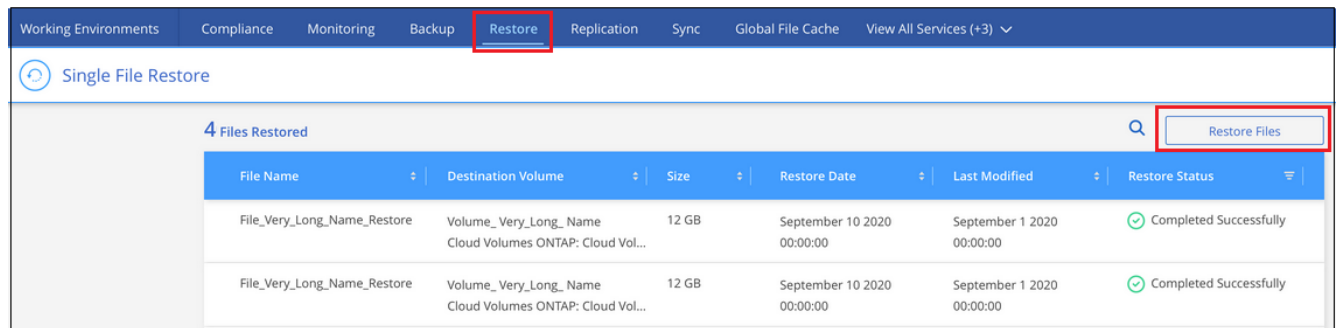 Working Environments Compliance Monitoring Backup Restore Replication Sync Global File Cache View All Services (+3)
Single File Restore
4 Files Restored Restore Files
File Name Destination Volume Size Restore Date Last Modified Restore Status
File_Very_Long_Name_Restore Volume_ Very_Long_ Name 12 GB September 10 2020 September 1 2020 Completed Successfully
Cloud Volumes ONTAP: Cloud Vol... 00:00:00 00:00:00
File_Very_Long_Name_Restore Volume_ Very_Long_ Name 12 GB September 10 2020 September 1 2020 Completed Successfully
Cloud Volumes ONTAP: Cloud Vol... 00:00:00 00:00:00